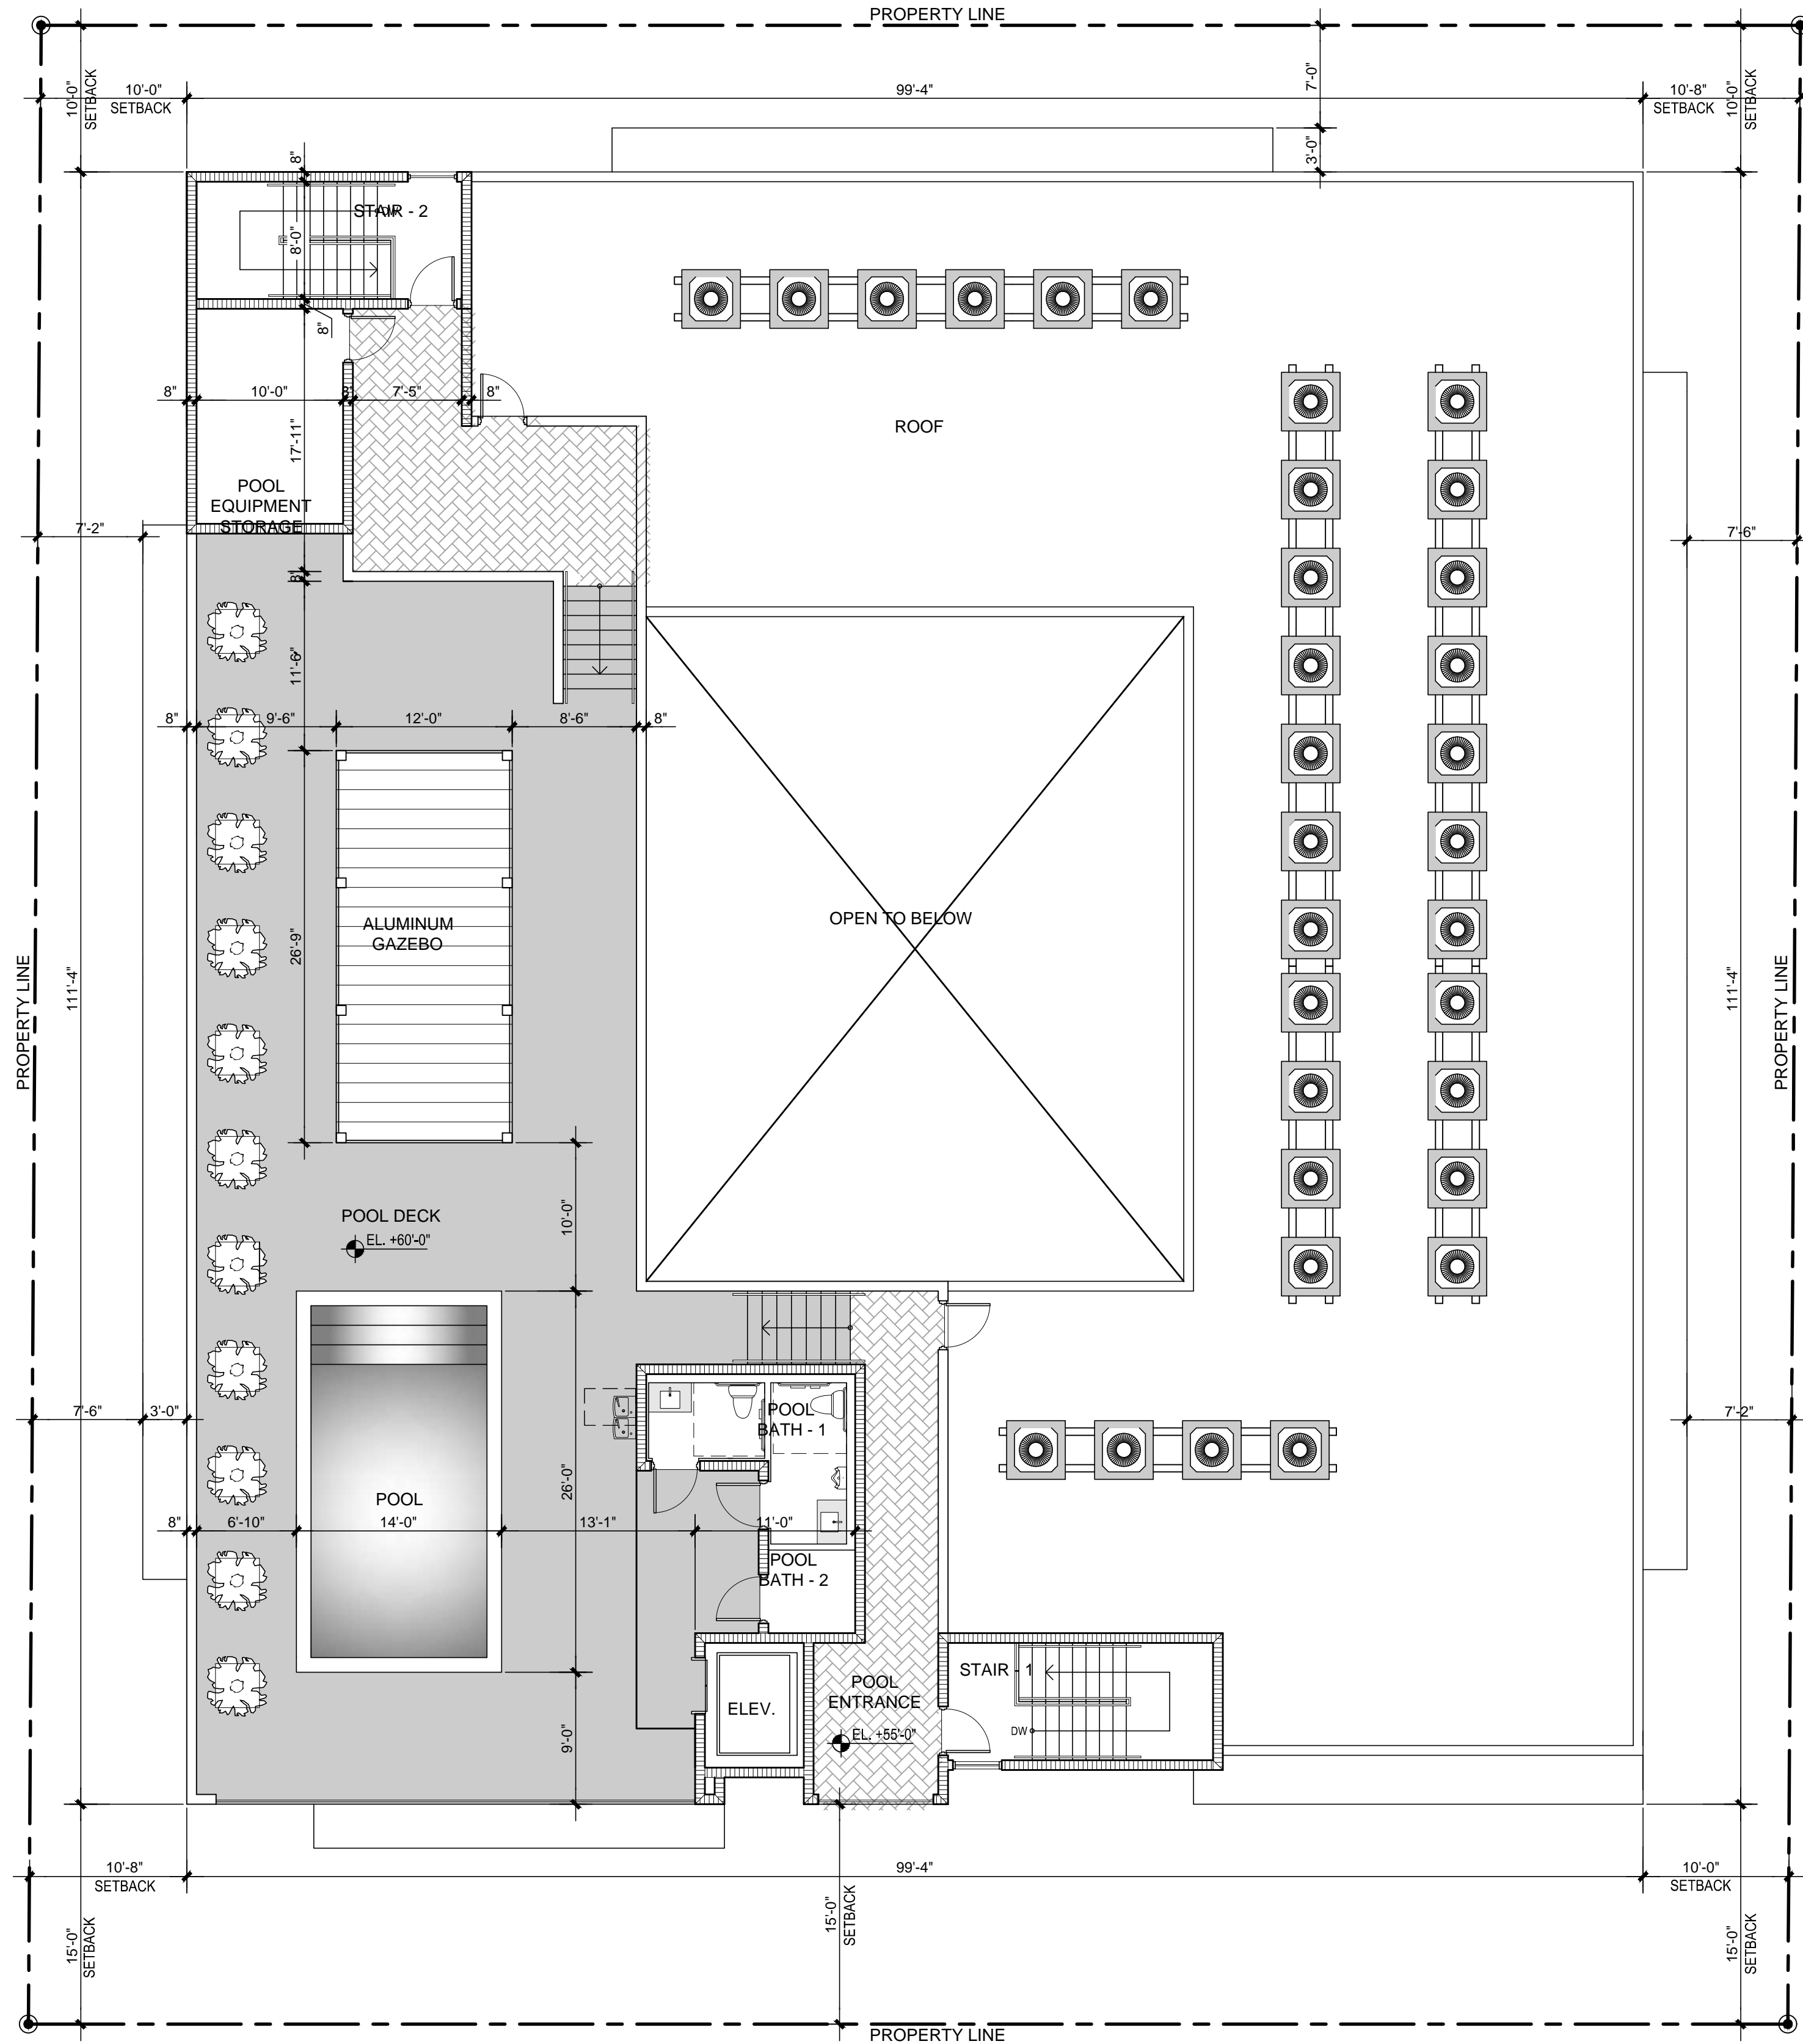 PROPERTY LINE
10'-0"
SETBACK
10'-0"
SETBACK
99'-4"
7'-0"
3'-0"
10'-8"
SETBACK
10'-0"
SETBACK
8"
STAIR - 2
8'-0"
8"
8"
10'-0"
8"
7'-5"
8"
17'-11"
ROOF
POOL
EQUIPMENT
STORAGE
7'-2"
7'-6"
8"
11'-6"
8"
9'-6"
12'-0"
8'-6"
8"
ALUMINUM
GAZEBO
26'-9"
OPEN TO BELOW
PROPERTY LINE
111'-4"
111'-4"
PROPERTY LINE
POOL DECK
EL. +60'-0"
10'-0"
7'-6"
3'-0"
POOL
BATH - 1
7'-2"
POOL
26'-0"
8"
6'-10"
14'-0"
13'-1"
11'-0"
POOL
BATH - 2
ELEV.
POOL
ENTRANCE
EL. +55'-0"
STAIR - 1
DW
9'-0"
10'-8"
SETBACK
99'-4"
10'-0"
SETBACK
15'-0"
SETBACK
15'-0"
SETBACK
15'-0"
SETBACK
PROPERTY LINE